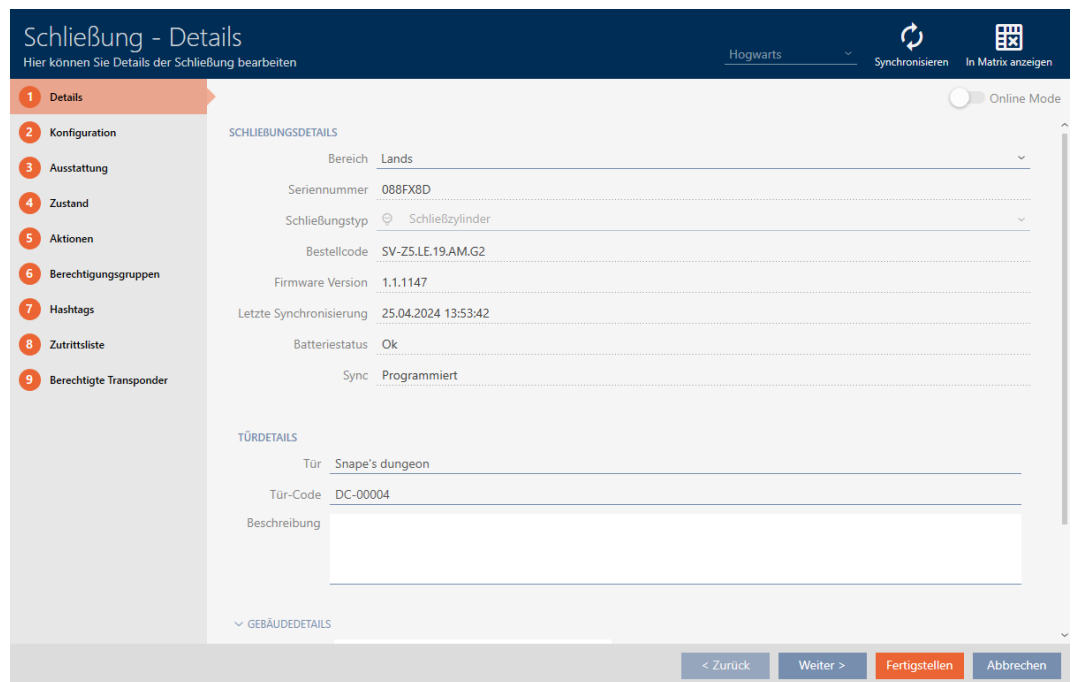 Schließung - Details
Hier können Sie Details der Schließung bearbeiten
Hogwarts
Synchronisieren
In Matrix anzeigen
1 Details
2 Konfiguration
3 Ausstattung
4 Zustand
5 Aktionen
6 Berechtigungsgruppen
7 Hashtags
8 Zutrittsliste
9 Berechtigte Transponder
Online Mode
SCHLIEßUNGSDETAILS
Bereich Lands
Seriennummer 088FX8D
Schließungstyp Schließzylinder
Bestellcode SV-Z5.LE.19.AM.G2
Firmware Version 1.1.1147
Letzte Synchronisierung 25.04.2024 13:53:42
Batteriestatus Ok
Sync Programmiert
TÜRDETAILS
Tür Snape's dungeon
Tür-Code DC-00004
Beschreibung
GEBÄUDEDETAILS
< Zurück
Weiter >
Fertigstellen
Abbrechen